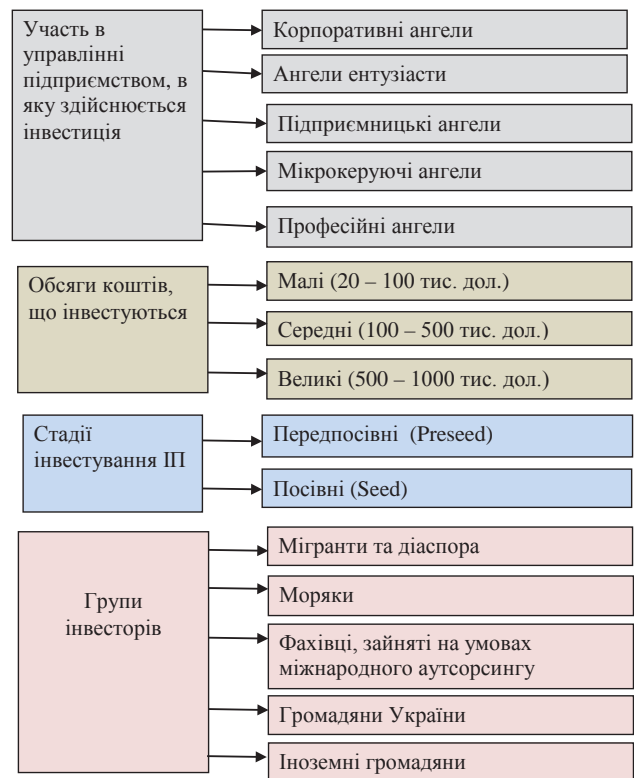 Участь в
управлінні
підприємством, в
яку здійснюється
інвестиція
Корпоративні ангели
Ангели ентузіасти
Підприємницькі ангели
Мікрокеруючі ангели
Професійні ангели
Обсяги коштів,
що інвестуються
Малі (20 – 100 тис. дол.)
Середні (100 – 500 тис. дол.)
Великі (500 – 1000 тис. дол.)
Стадії
інвестування ІП
Передпосівні (Preseed)
Посівні (Seed)
Групи
інвесторів
Мігранти та діаспора
Моряки
Фахівці, зайняті на умовах
міжнародного аутсорсингу
Громадяни України
Іноземні громадяни